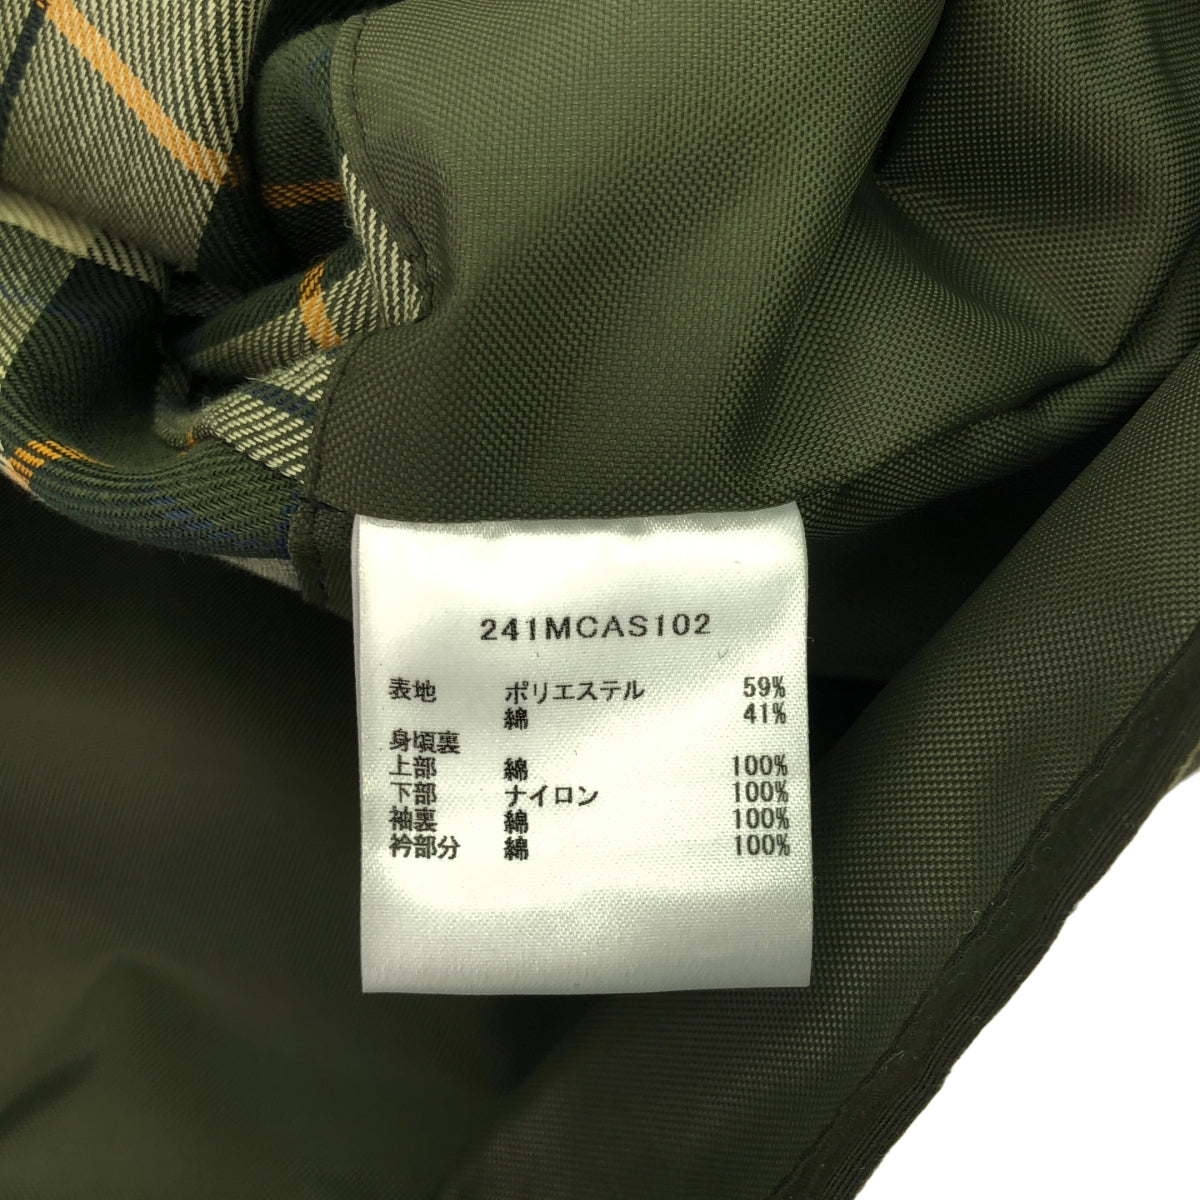 241MCAS102
表地 ポリエステル 59%
綿 41%
身頃裏
上部 綿 100%
下部 ナイロン 100%
袖裏 綿 100%
衿部分 綿 100%